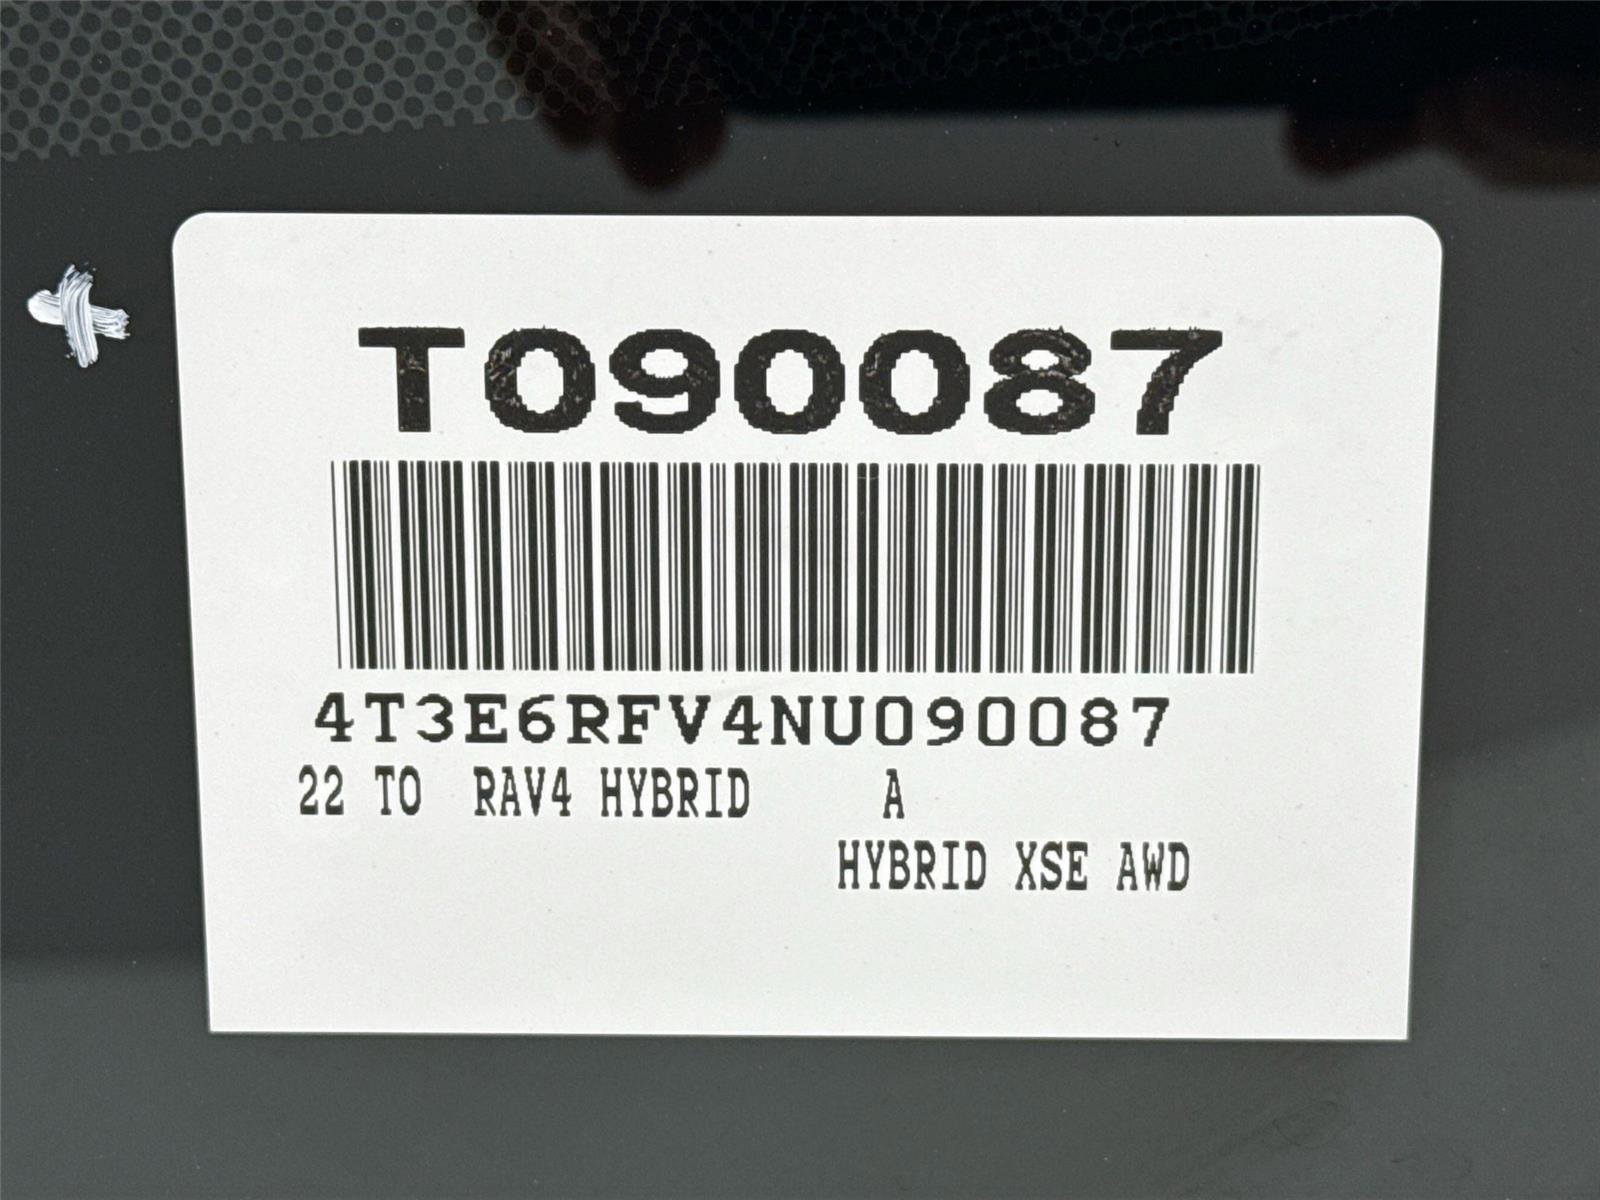 T090087
4T3E6RFV4NU090087
22 TO RAV4 HYBRID A
HYBRID XSE AWD